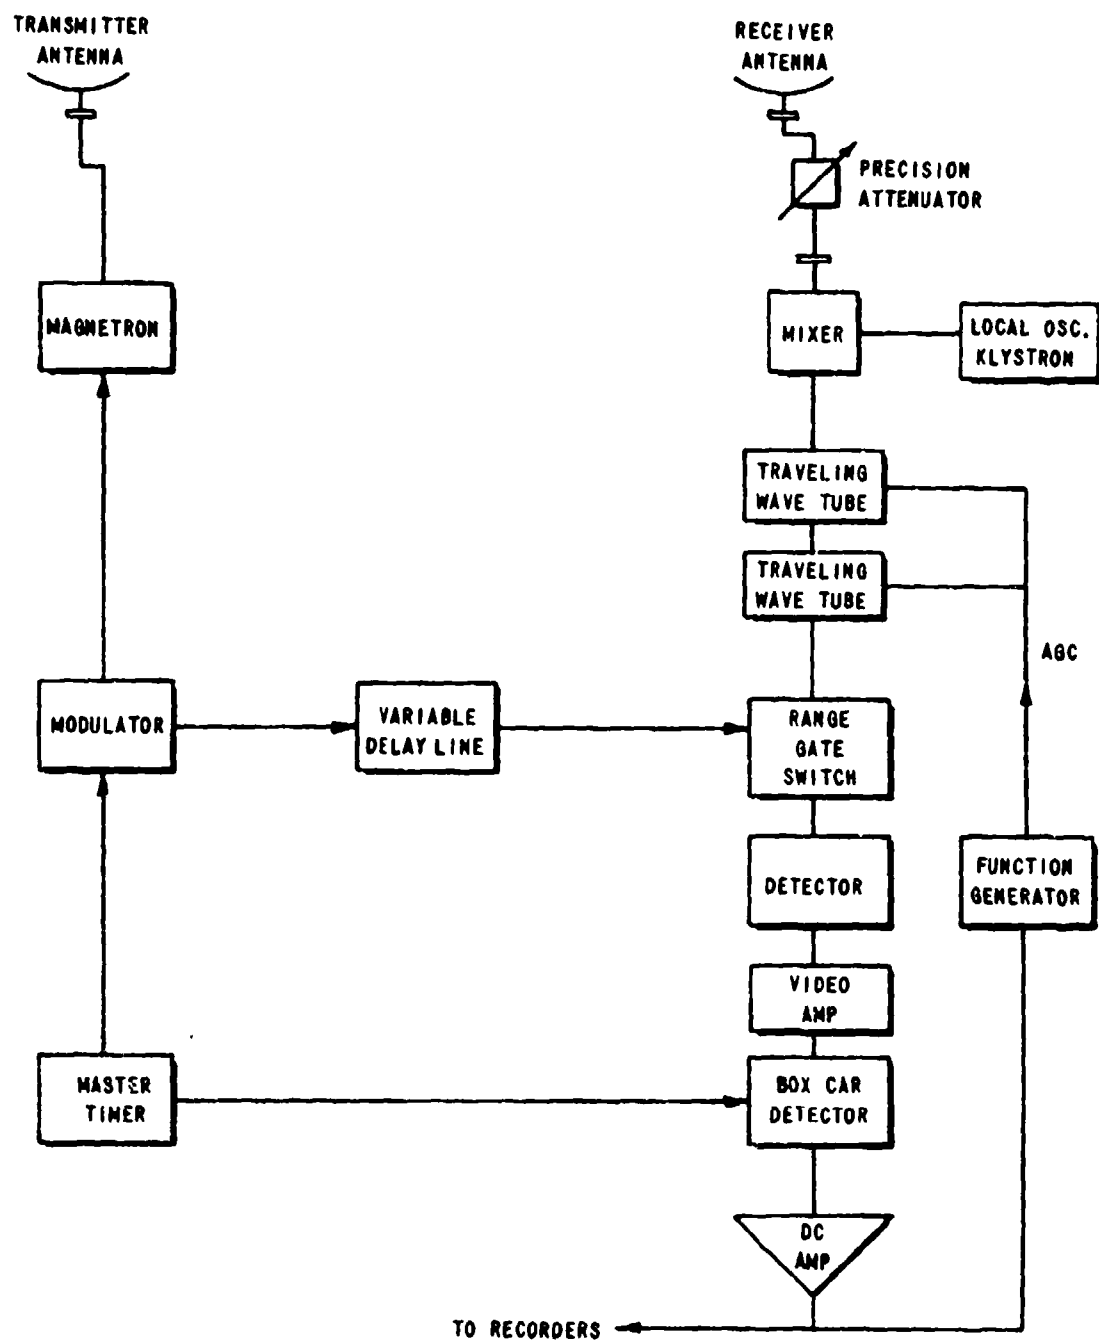 TRANSMITTER
ANTENNA
RECEIVER
ANTENNA
PRECISION
ATTENUATOR
MAGNETRON
MIXER
LOCAL OSC.
KLYSTRON
TRAVELING
WAVE TUBE
TRAVELING
WAVE TUBE
AGC
MODULATOR
VARIABLE
DELAY LINE
RANGE
GATE
SWITCH
DETECTOR
FUNCTION
GENERATOR
VIDEO
AMP
MASTER
TIMER
BOX CAR
DETECTOR
DC
AMP
TO RECORDERS